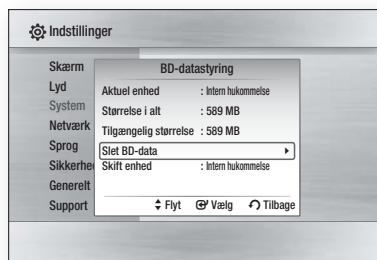 Indstillinger
Skærm
Lyd
System
Netværk
Sprog
Sikkerhe
Generelt
Support
BD-datastyring
Aktuel enhed : Intern hukommelse
Størrelse i alt : 589 MB
Tilgængelig størrelse : 589 MB
Slet BD-data
Skift enhed : Intern hukommelse
Flyt Vælg Tilbage